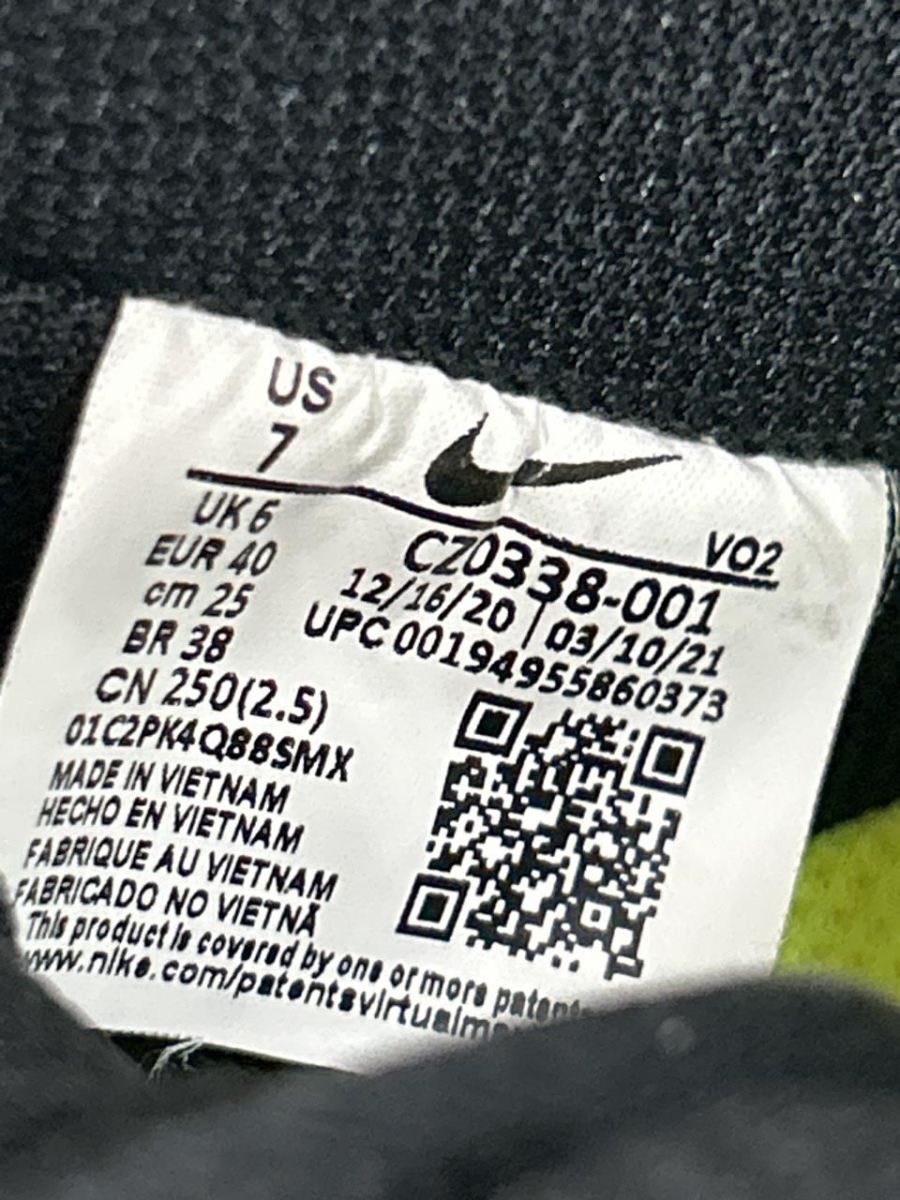 US
7
VO2
UK 6
EUR 40
cm 25
BR 38
CN 250(2.5)
01C2PK4Q88SMX
CZ0338-001
12/16/20 | 03/10/21
UPC 00194955860373
MADE IN VIETNAM
HECHO EN VIETNAM
FABRIQUE AU VIETNAM
FABRICADO NO VIETNÃ
This product is covered by one or more
www.nike.com/patents